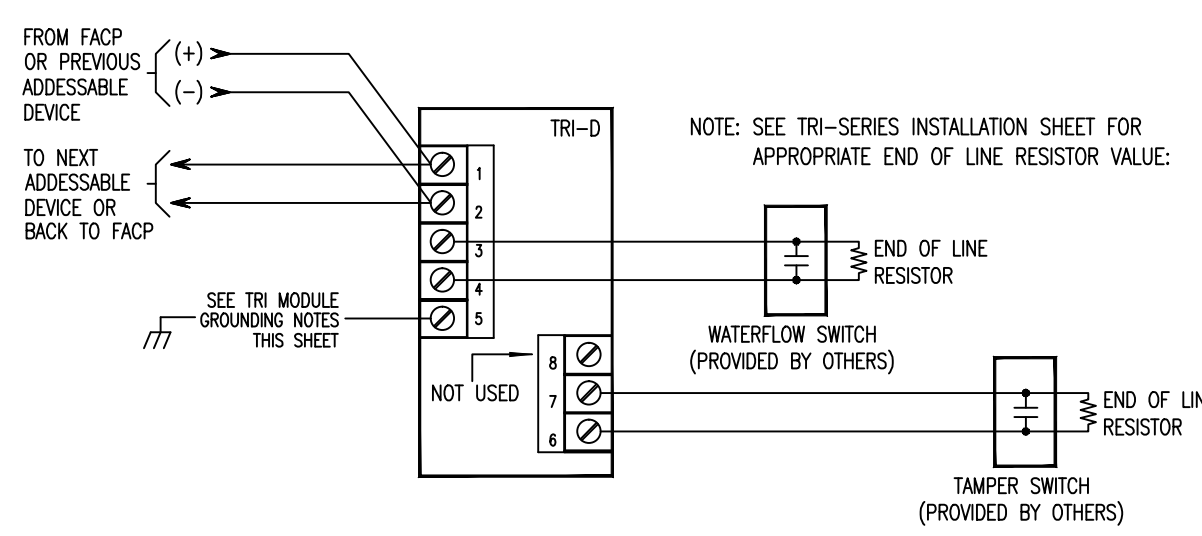 FROM FACP
OR PREVIOUS
ADDESSABLE
DEVICE
(+)
(-)
TO NEXT
ADDESSABLE
DEVICE OR
BACK TO FACP
SEE TRI MODULE
GROUNDING NOTES
THIS SHEET
TRI-D
1
2
3
4
5
8
7
6
NOT USED
NOTE: SEE TRI-SERIES INSTALLATION SHEET FOR
APPROPRIATE END OF LINE RESISTOR VALUE:
END OF LINE
RESISTOR
WATERFLOW SWITCH
(PROVIDED BY OTHERS)
END OF LIN
RESISTOR
TAMPER SWITCH
(PROVIDED BY OTHERS)